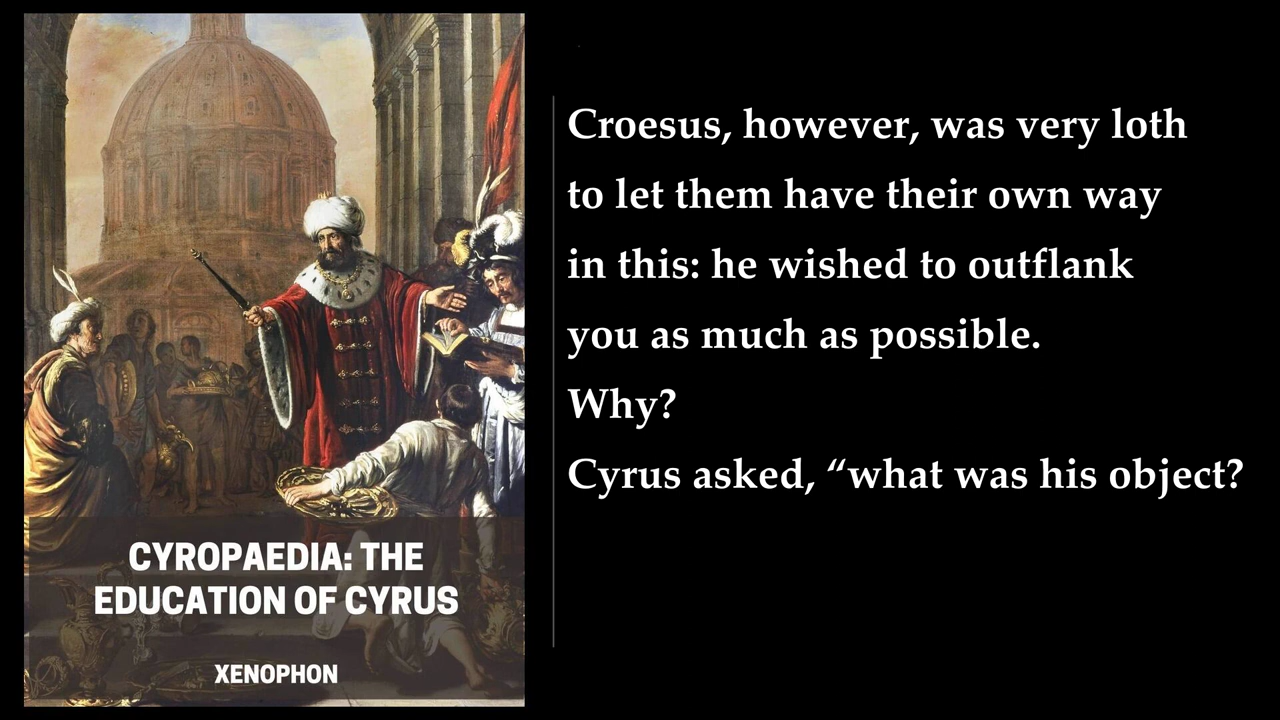 Croesus, however, was very loth
to let them have their own way
in this: he wished to outflank
you as much as possible.
Why?
Cyrus asked, “what was his object?
CYROPAEDIA: THE
EDUCATION OF CYRUS
XENOPHON